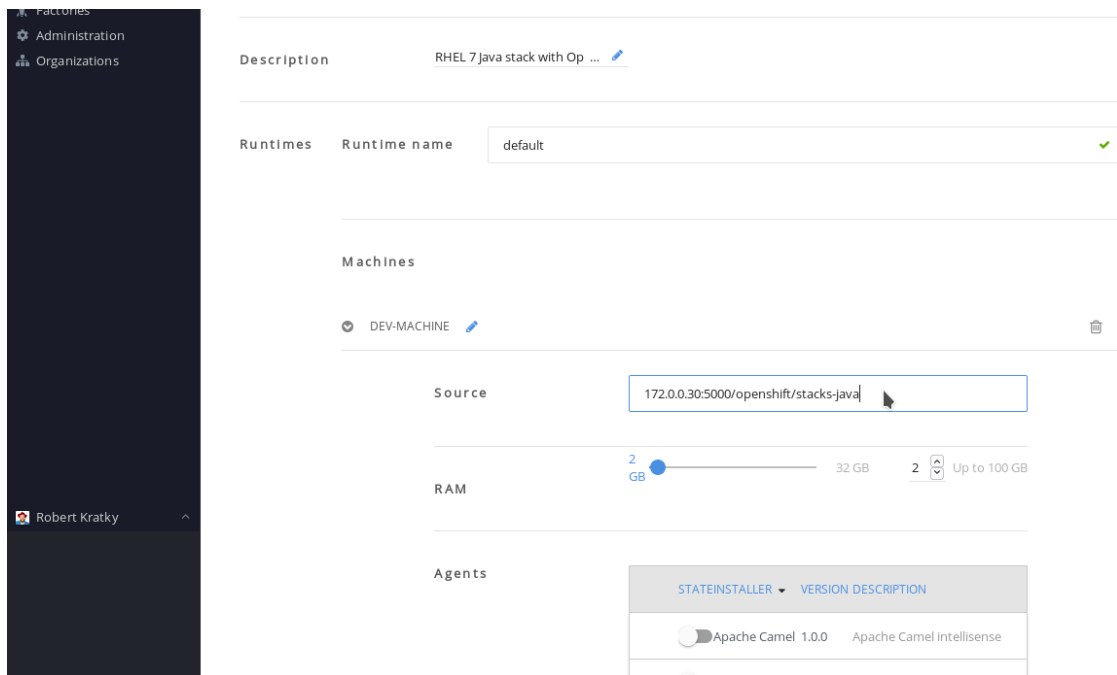 Factories
Administration
Organizations
Robert Kratky
Description RHEL 7 Java stack with Op ...
Runtimes Runtime name default
Machines
DEV-MACHINE
Source 172.0.0.30:5000/openshift/stacks-java
RAM 2 GB 32 GB 2 Up to 100 GB
Agents
STATE INSTALLER VERSION DESCRIPTION
Apache Camel 1.0.0 Apache Camel intellisense